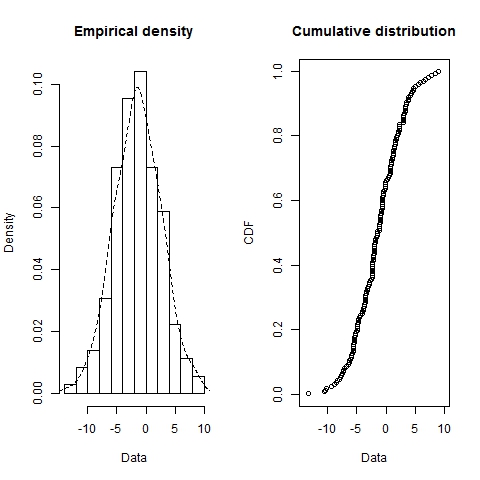 Empirical density
Density
0.00 0.02 0.04 0.06 0.08 0.10
-10 -5 0 5 10
Data
Cumulative distribution
CDF
0.0 0.2 0.4 0.6 0.8 1.0
-10 -5 0 5 10
Data